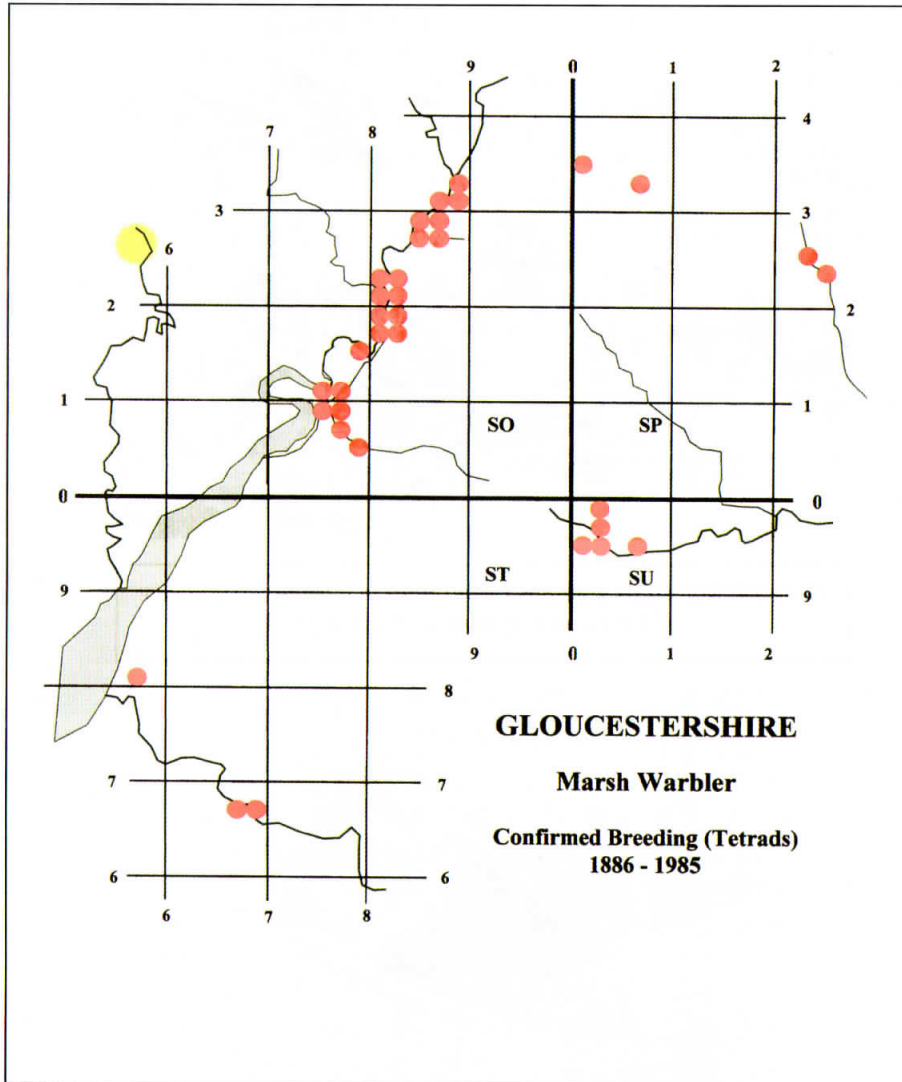 9 0 1 2
4
7 8
3 3
6
2 2
1 SO SP 1
0 0
ST SU
9 9
9 0 1 2
8
GLOUCESTERSHIRE
7 7
Marsh Warbler
Confirmed Breeding (Tetrads)
1886 - 1985
6 6
6 7 8